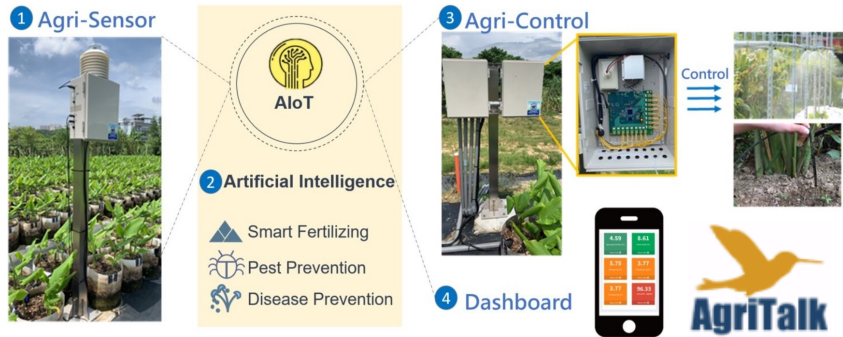 1 Agri-Sensor
AIoT
2 Artificial Intelligence
Smart Fertilizing
Pest Prevention
Disease Prevention
3 Agri-Control
Control
4 Dashboard
4.59 8.61
6.75 3.77
3.77 96.33
AgriTalk